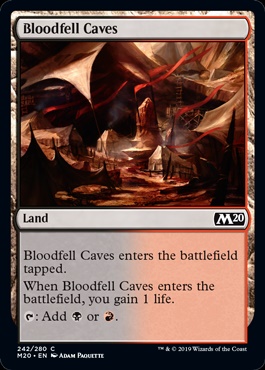 Bloodfell Caves
Land
M20
Bloodfell Caves enters the battlefield
tapped.
When Bloodfell Caves enters the
battlefield, you gain 1 life.
: Add or .
242/280 C
M20 • EN Adam Paquette
™ & © 2019 Wizards of the Coast